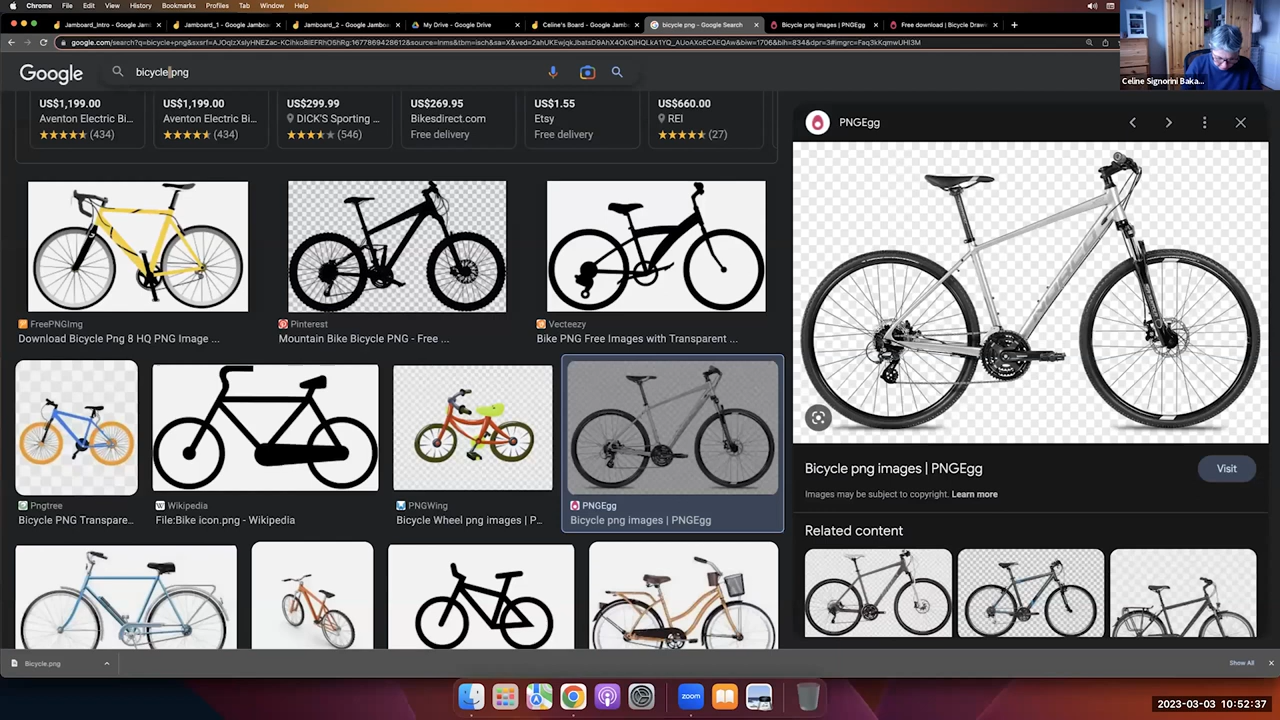 Chrome File Edit View History Bookmarks Profiles Tab Window Help
Jamboard_Intro - Google Jam
Jamboard_1 - Google Jamboa
Jamboard_2 - Google Jamboa
My Drive - Google Drive
Celine's Board - Google Jamb
bicycle png - Google Search
Bicycle png images | PNGEgg
Free download | Bicycle Drawi
Celine Signorini Baka...
Google
bicycle png
US$1,199.00
Aventon Electric Bi...
(434)
US$1,199.00
Aventon Electric Bi...
(434)
US$299.99
DICK'S Sporting ...
(546)
US$269.95
Bikesdirect.com
Free delivery
US$1.55
Etsy
Free delivery
US$660.00
REI
(27)
PNGEgg
FreePNGImg
Download Bicycle Png 8 HQ PNG Image ...
Pinterest
Mountain Bike Bicycle PNG - Free ...
Vecteezy
Bike PNG Free Images with Transparent ...
Pngtree
Bicycle PNG Transpare...
Wikipedia
File:Bike icon.png - Wikipedia
PNGWing
Bicycle Wheel png images | P...
PNGEgg
Bicycle png images | PNGEgg
Bicycle png images | PNGEgg
Visit
Images may be subject to copyright. Learn more
Related content
Bicycle.png
Show All
zoom
2023-03-03 10:52:37